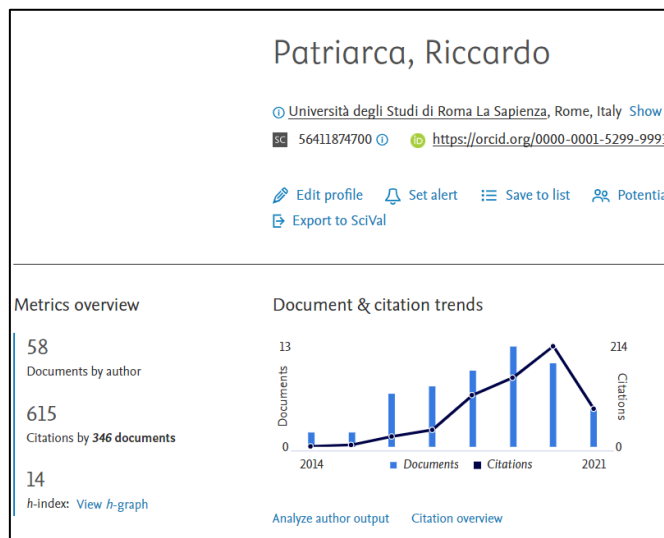 Patriarca, Riccardo
Università degli Studi di Roma La Sapienza, Rome, Italy Show
SC 56411874700 https://orcid.org/0000-0001-5299-9993
Edit profile Set alert Save to list Potentia
Export to SciVal
Metrics overview
58
Documents by author
615
Citations by 346 documents
14
h-index: View h-graph
Document & citation trends
13
Documents
0
214
Citations
0
2014
Documents Citations
2021
Analyze author output Citation overview